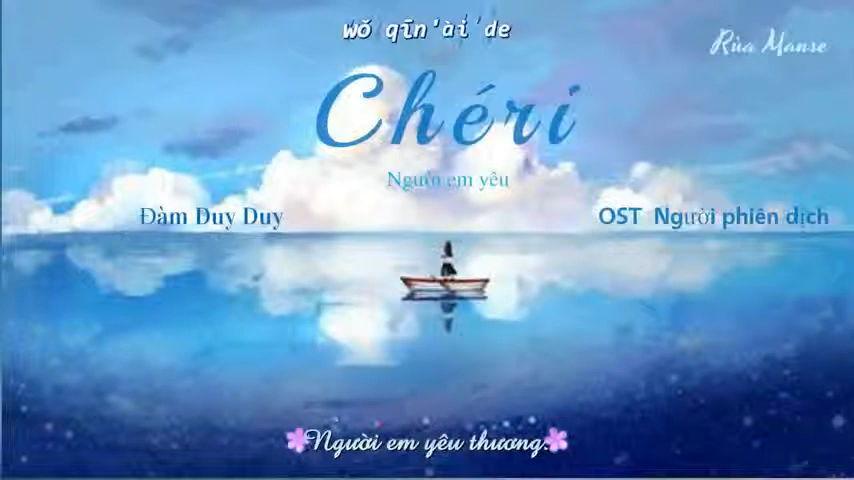 wǒ qīn'ài de
Rùa Manse
Chéri
Người em yêu
Đàm Duy Duy
OST Người phiên dịch
Người em yêu thương.